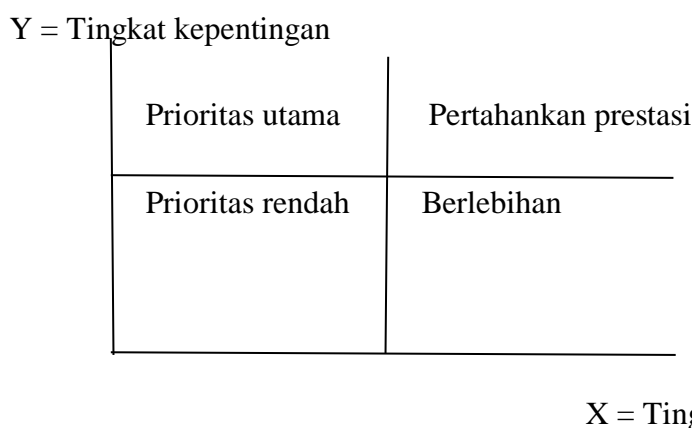 Y = Tingkat kepentingan
Prioritas utama Pertahankan prestasi
Prioritas rendah Berlebihan
X =